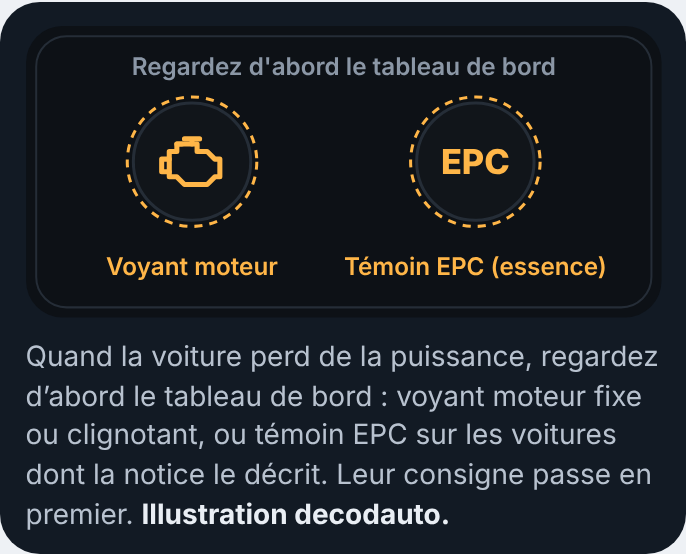 Regardez d'abord le tableau de bord
EPC
Voyant moteur
Témoin EPC (essence)
Quand la voiture perd de la puissance, regardez
d’abord le tableau de bord : voyant moteur fixe
ou clignotant, ou témoin EPC sur les voitures
dont la notice le décrit. Leur consigne passe en
premier. Illustration decodauto.